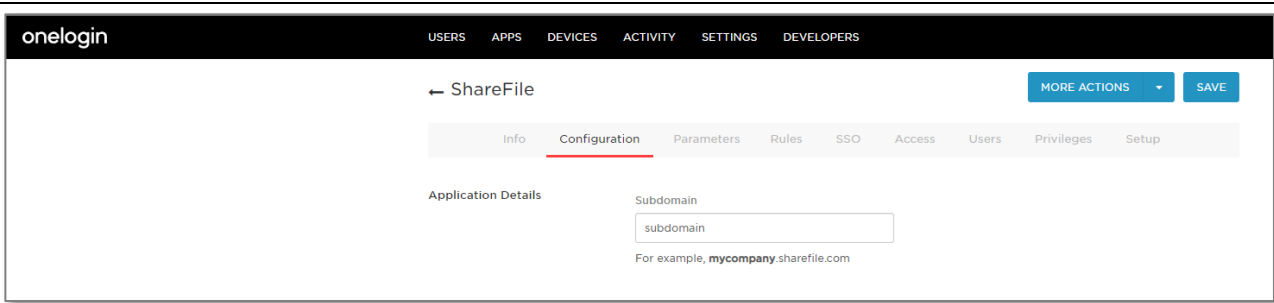 onelogin USERS APPS DEVICES ACTIVITY SETTINGS DEVELOPERS
← ShareFile MORE ACTIONS SAVE
Info Configuration Parameters Rules SSO Access Users Privileges Setup
Application Details Subdomain
subdomain
For example, mycompany.sharefile.com